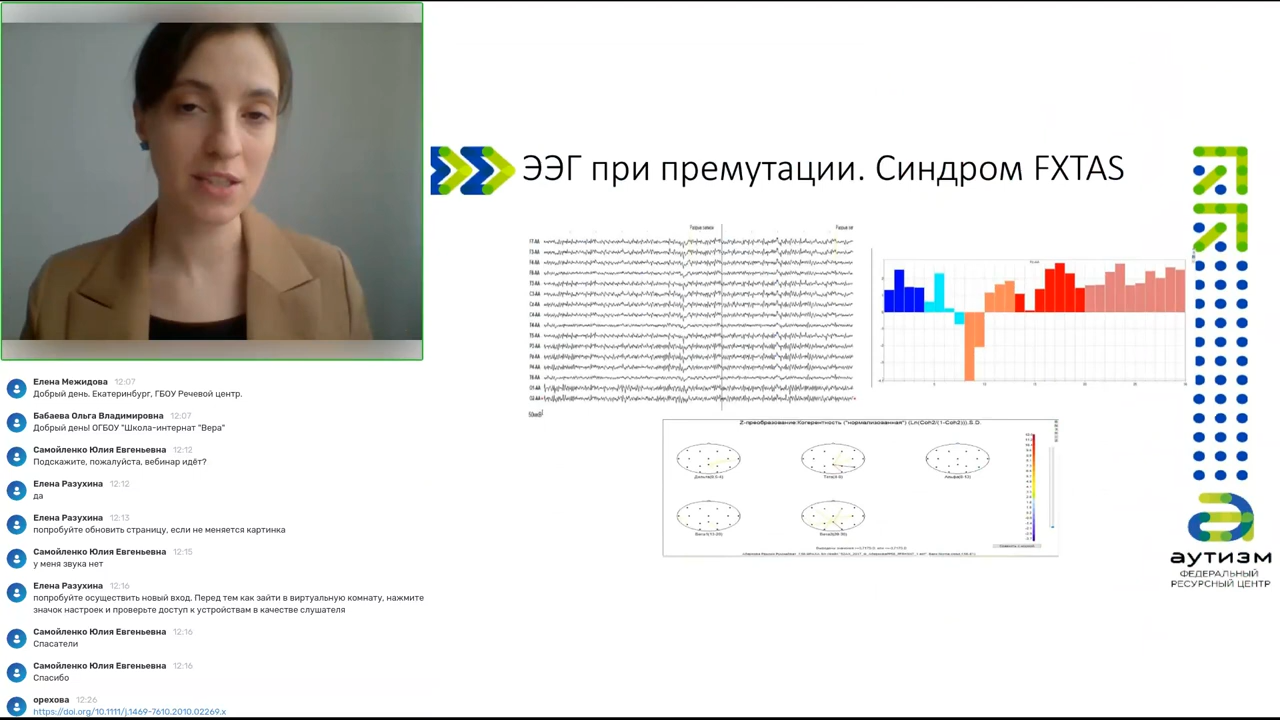 ЭЭГ при премутации. Синдром FXTAS
Разрыв записи
Z-преобразование Когерентность ("нормализованная") (Ln(Coh2/(1-Coh2))) S.D.
аутизм
ФЕДЕРАЛЬНЫЙ
РЕСУРСНЫЙ ЦЕНТР
Елена Межидова 12:07
Добрый день. Екатеринбург, ГБОУ Речевой центр.
Бабаева Ольга Владимировна 12:07
Добрый день! ОГБОУ "Школа-интернат "Вера"
Самойленко Юлия Евгеньевна 12:12
Подскажите, пожалуйста, вебинар идёт?
Елена Разухина 12:12
да
Елена Разухина 12:13
попробуйте обновить страницу, если не меняется картинка
Самойленко Юлия Евгеньевна 12:15
у меня звука нет
Елена Разухина 12:16
попробуйте осуществить новый вход. Перед тем как зайти в виртуальную комнату, нажмите
значок настроек и проверьте доступ к устройствам в качестве слушателя
Самойленко Юлия Евгеньевна 12:16
Спасатели
Самойленко Юлия Евгеньевна 12:16
Спасибо
орехова 12:26
https://doi.org/10.1111/j.1469-7610.2010.02269.x